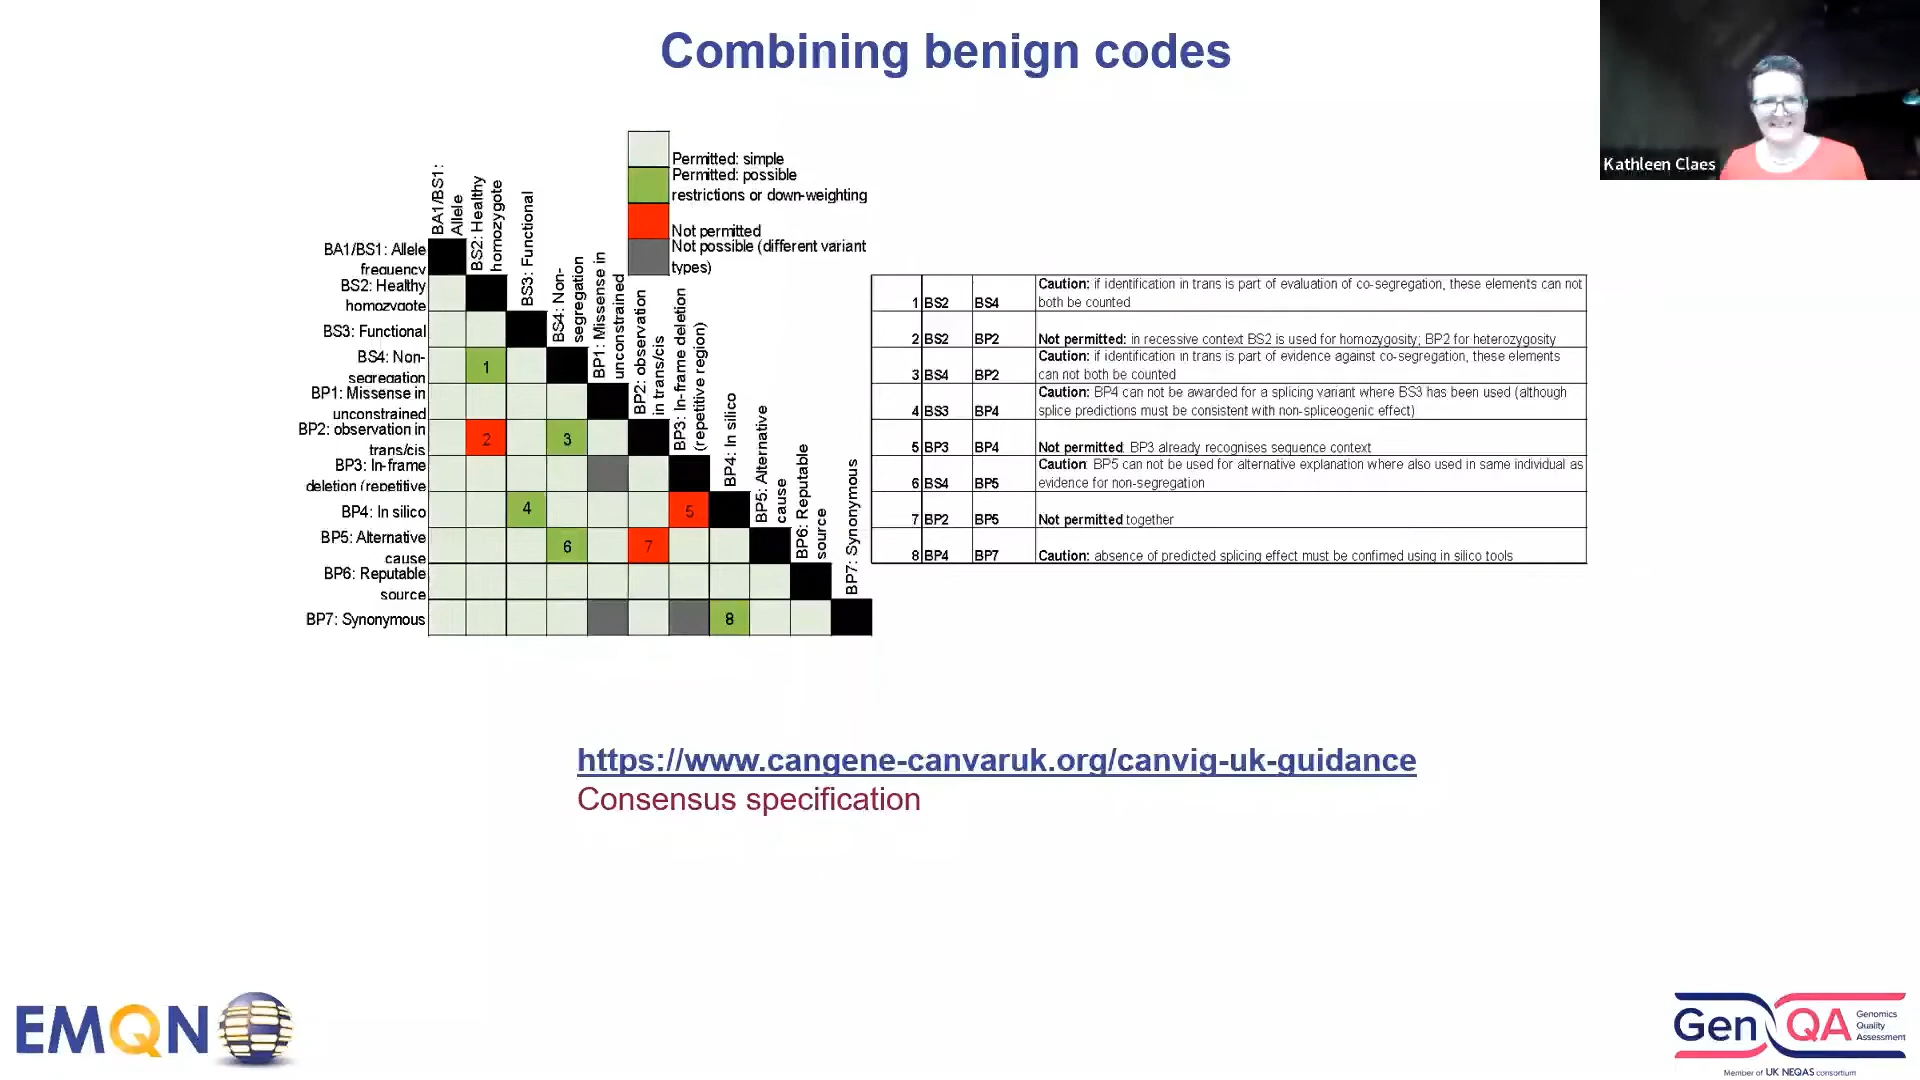 Combining benign codes
Kathleen Claes
Permitted: simple
Permitted: possible
restrictions or down-weighting
Not permitted
Not possible (different variant
types)
BA1/BS1:
Allele
BS2: Healthy
homozygote
BS3: Functional
BS4: Non-
segregation
BP1: Missense in
unconstrained
BP2: observation
in trans/cis
BP3: In-frame deletion
(repetitive region)
BP4: In silico
BP5: Alternative
cause
BP6: Reputable
source
BP7: Synonymous
BA1/BS1: Allele
frequency
BS2: Healthy
homozygote
BS3: Functional
BS4: Non-
segregation
1
BP1: Missense in
unconstrained
BP2: observation in
trans/cis
2
3
BP3: In-frame
deletion (repetitive
BP4: In silico
4
5
BP5: Alternative
cause
6
7
BP6: Reputable
source
BP7: Synonymous
8
1 BS2 BS4 Caution: if identification in trans is part of evaluation of co-segregation, these elements can not
both be counted
2 BS2 BP2 Not permitted: in recessive context BS2 is used for homozygosity; BP2 for heterozygosity
3 BS4 BP2 Caution: if identification in trans is part of evidence against co-segregation, these elements
can not both be counted
4 BS3 BP4 Caution: BP4 can not be awarded for a splicing variant where BS3 has been used (although
splice predictions must be consistent with non-spliceogenic effect)
5 BP3 BP4 Not permitted: BP3 already recognises sequence context
6 BS4 BP5 Caution: BP5 can not be used for alternative explanation where also used in same individual as
evidence for non-segregation
7 BP2 BP5 Not permitted together
8 BP4 BP7 Caution: absence of predicted splicing effect must be confimed using in silico tools
https://www.cangene-canvaruk.org/canvig-uk-guidance
Consensus specification
EMQN
GenQA
Genomics
Quality
Assessment
Member of UK NEQAS consortium